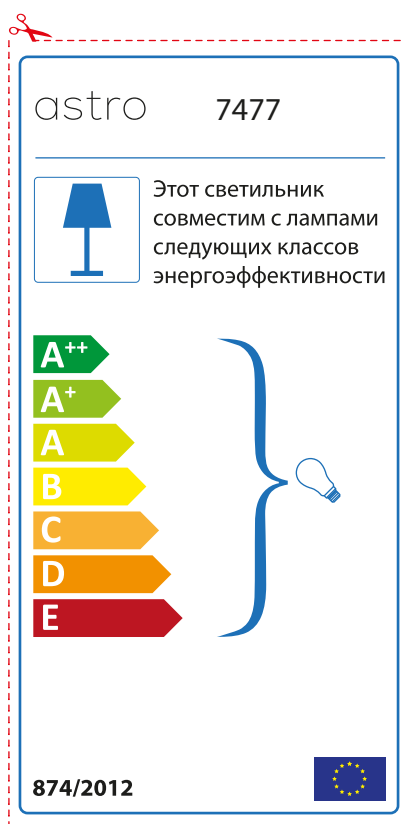 astro 7477
Этот светильник
совместим с лампами
следующих классов
энергоэффективности
A++
A+
A
B
C
D
E
874/2012